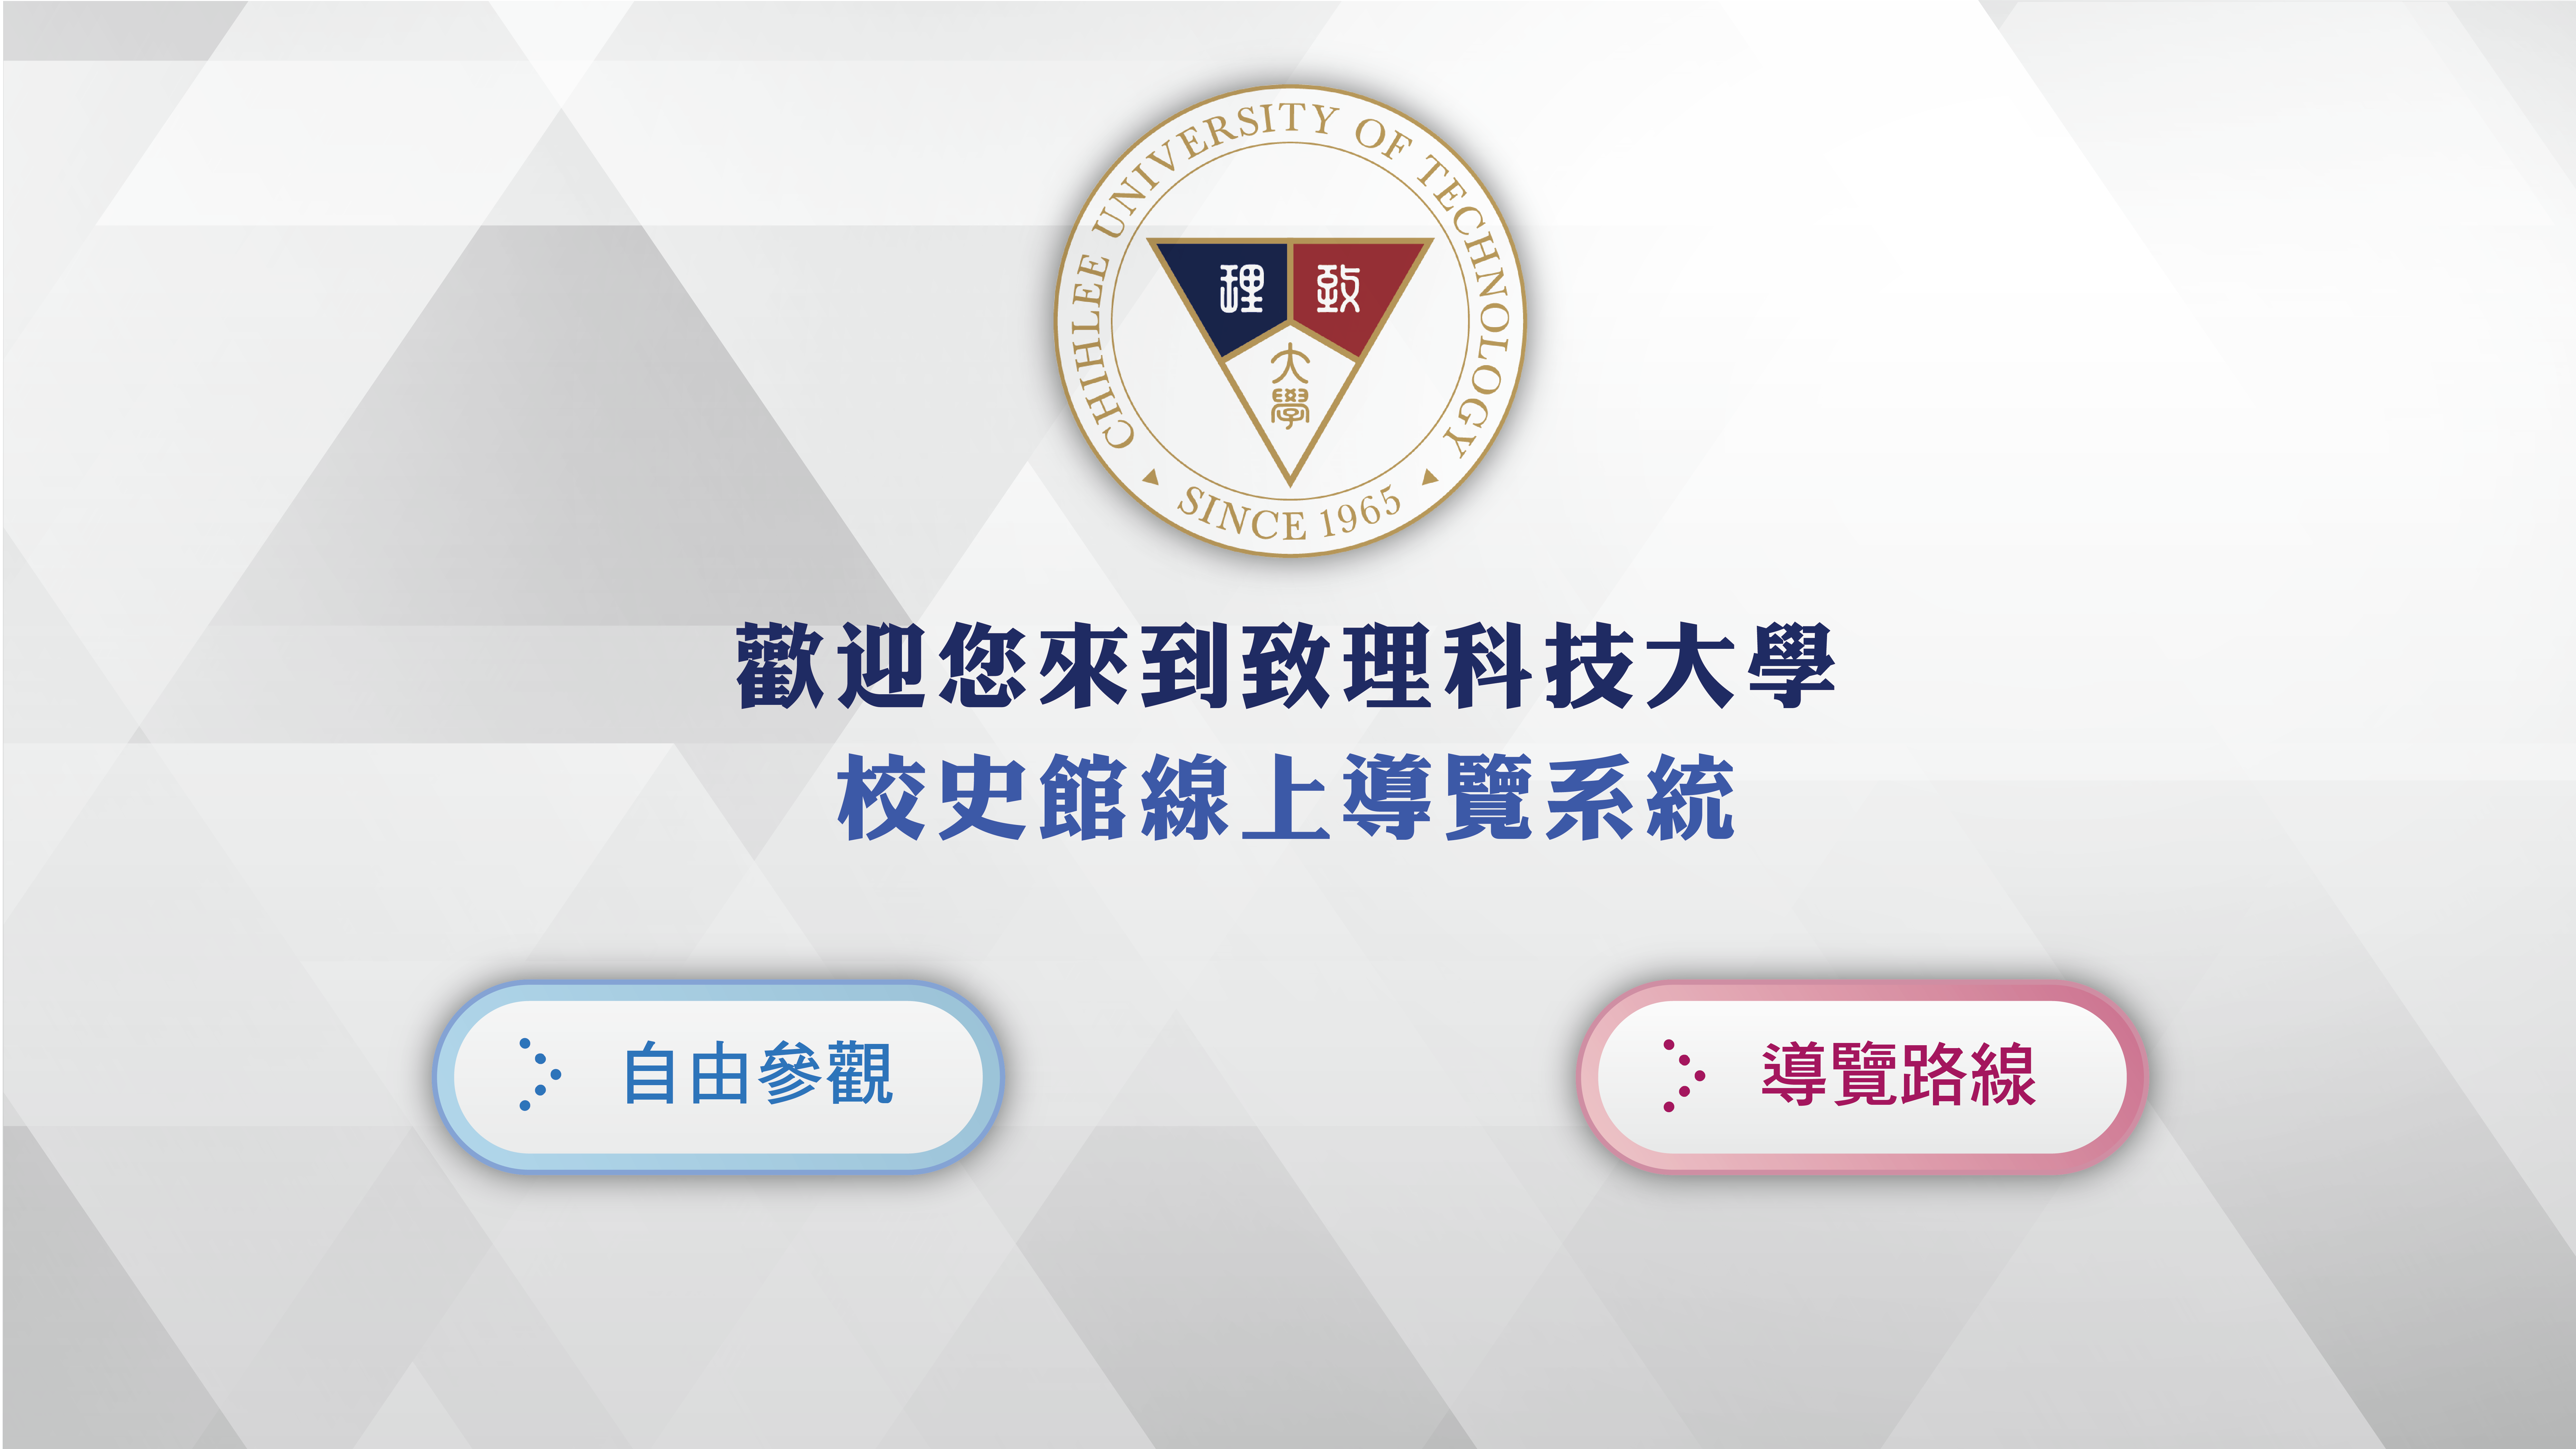 CHIHLEE UNIVERSITY OF TECHNOLOGY
理 致
大
學
SINCE 1965
歡迎您來到致理科技大學
校史館線上導覽系統
自由參觀
導覽路線